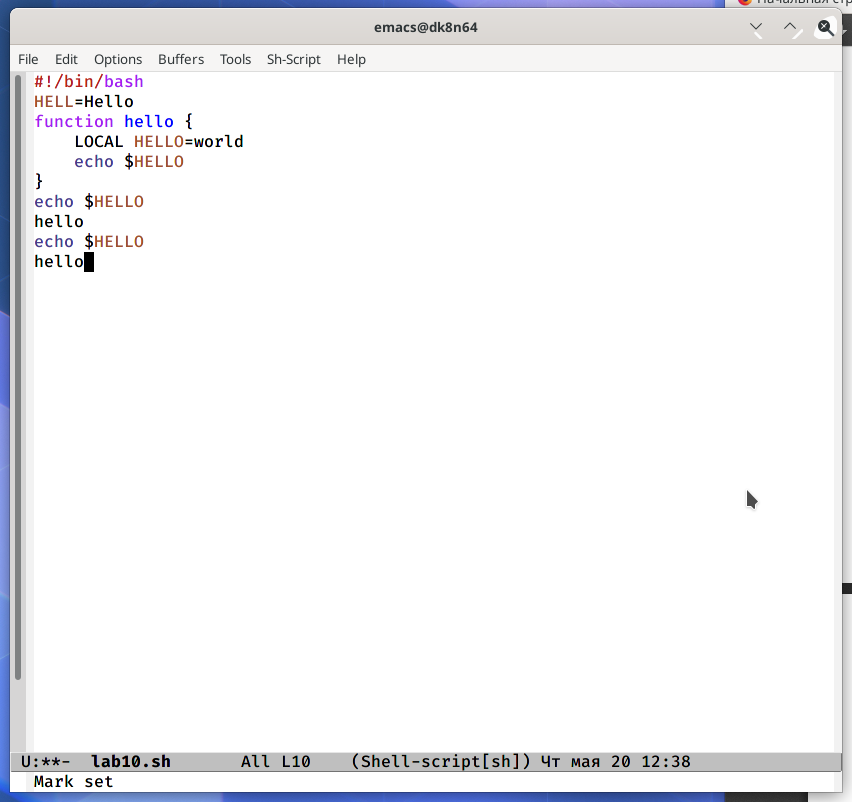 Начальная стр
emacs@dk8n64
File Edit Options Buffers Tools Sh-Script Help
#!/bin/bash
HELL=Hello
function hello {
    LOCAL HELLO=world
    echo $HELLO
}
echo $HELLO
hello
echo $HELLO
hello
U:**-  lab10.sh       All L10    (Shell-script[sh]) Чт мая 20 12:38
Mark set